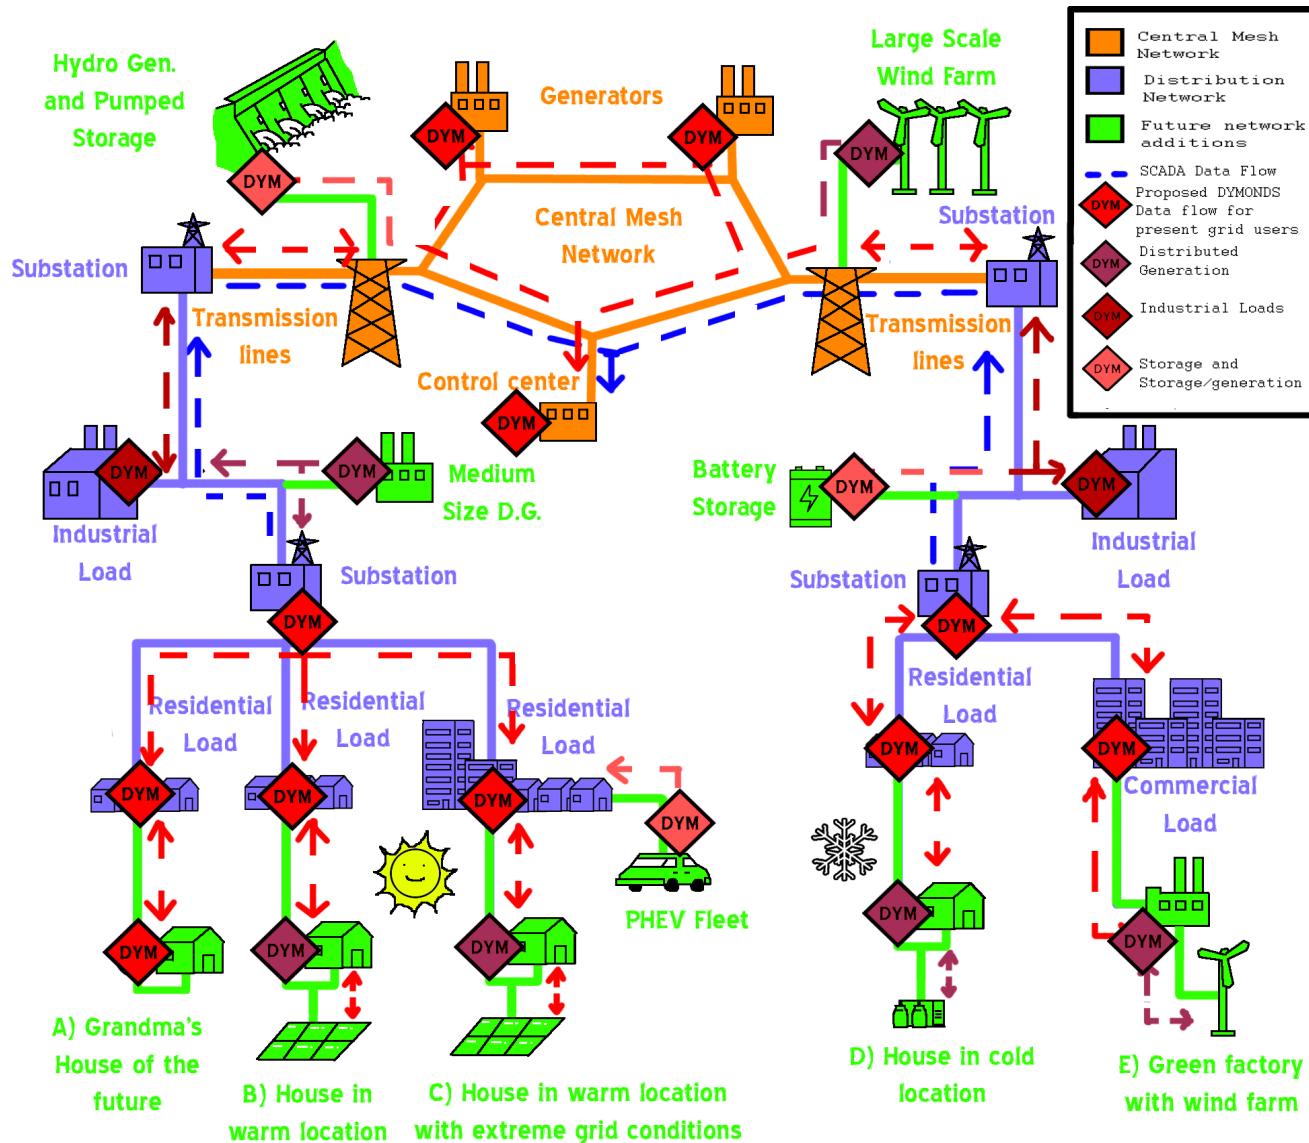 Hydro Gen.
and Pumped
Storage
DYM
DYM
Generators
DYM
Large Scale
Wind Farm
DYM
Central Mesh
Network
Distribution
Network
Future network
additions
SCADA Data Flow
DYM
Proposed DYMONDS
Data flow for
present grid users
DYM
Distributed
Generation
DYM
Industrial Loads
DYM
Storage and
Storage/generation
Substation
Central Mesh
Network
Substation
Transmission
lines
Transmission
lines
Control center
DYM
DYM
Industrial
Load
DYM
Medium
Size D.G.
Battery
Storage
DYM
DYM
Industrial
Load
Substation
DYM
Substation
DYM
Residential
Load
Residential
Load
Residential
Load
Residential
Load
DYM
DYM
DYM
DYM
PHEV Fleet
DYM
DYM
Commercial
Load
DYM
DYM
DYM
DYM
DYM
A) Grandma's
House of the
future
B) House in
warm location
C) House in warm location
with extreme grid conditions
D) House in cold
location
E) Green factory
with wind farm